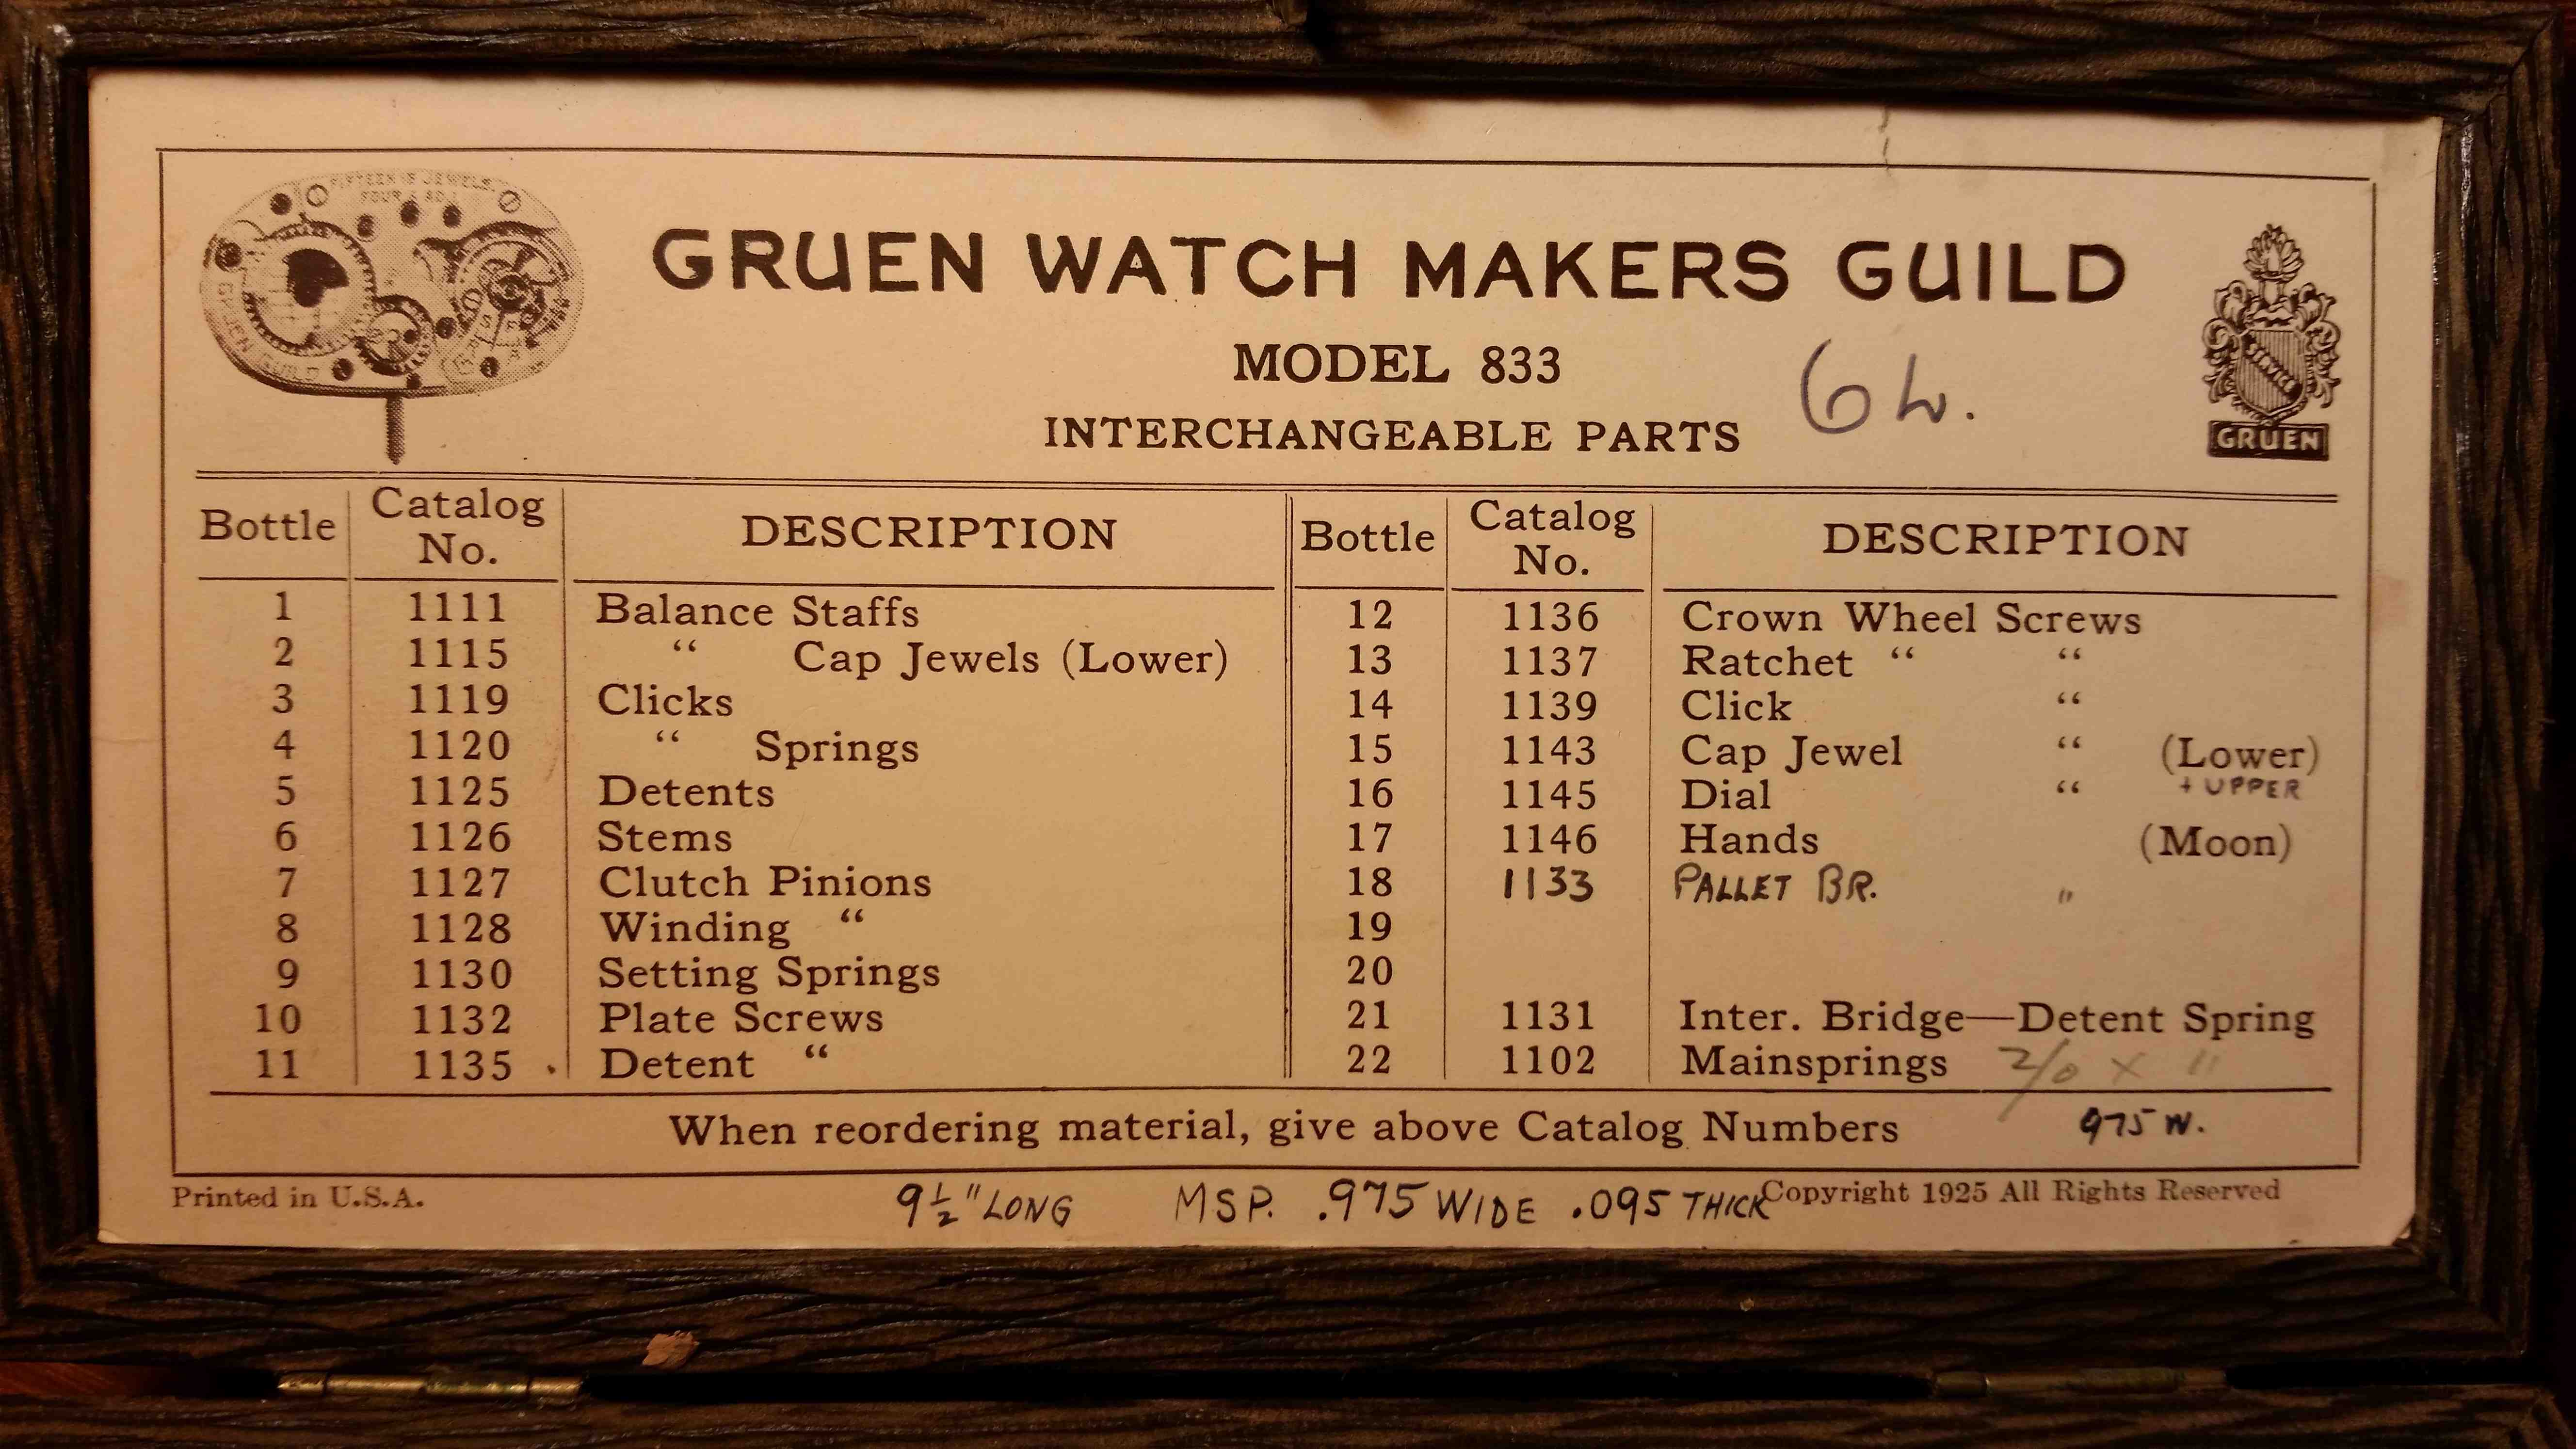 FIFTEEN 15 JEWELS
GRUEN GUILD
GRUEN WATCH MAKERS GUILD
MODEL 833
INTERCHANGEABLE PARTS
SERVICE
GRUEN
Bottle Catalog No. DESCRIPTION Bottle Catalog No. DESCRIPTION
1 1111 Balance Staffs 12 1136 Crown Wheel Screws
2 1115 “ Cap Jewels (Lower) 13 1137 Ratchet “ “
3 1119 Clicks 14 1139 Click “
4 1120 “ Springs 15 1143 Cap Jewel “ (Lower)
+ UPPER
5 1125 Detents 16 1145 Dial “
6 1126 Stems 17 1146 Hands (Moon)
7 1127 Clutch Pinions 18 1133 PALLET BR. "
8 1128 Winding “ 19
9 1130 Setting Springs 20
10 1132 Plate Screws 21 1131 Inter. Bridge—Detent Spring
11 1135 Detent “ 22 1102 Mainsprings 2/0 x "
When reordering material, give above Catalog Numbers 975 W.
Printed in U.S.A. 9½" LONG MSP. .975 WIDE .095 THICK Copyright 1925 All Rights Reserved